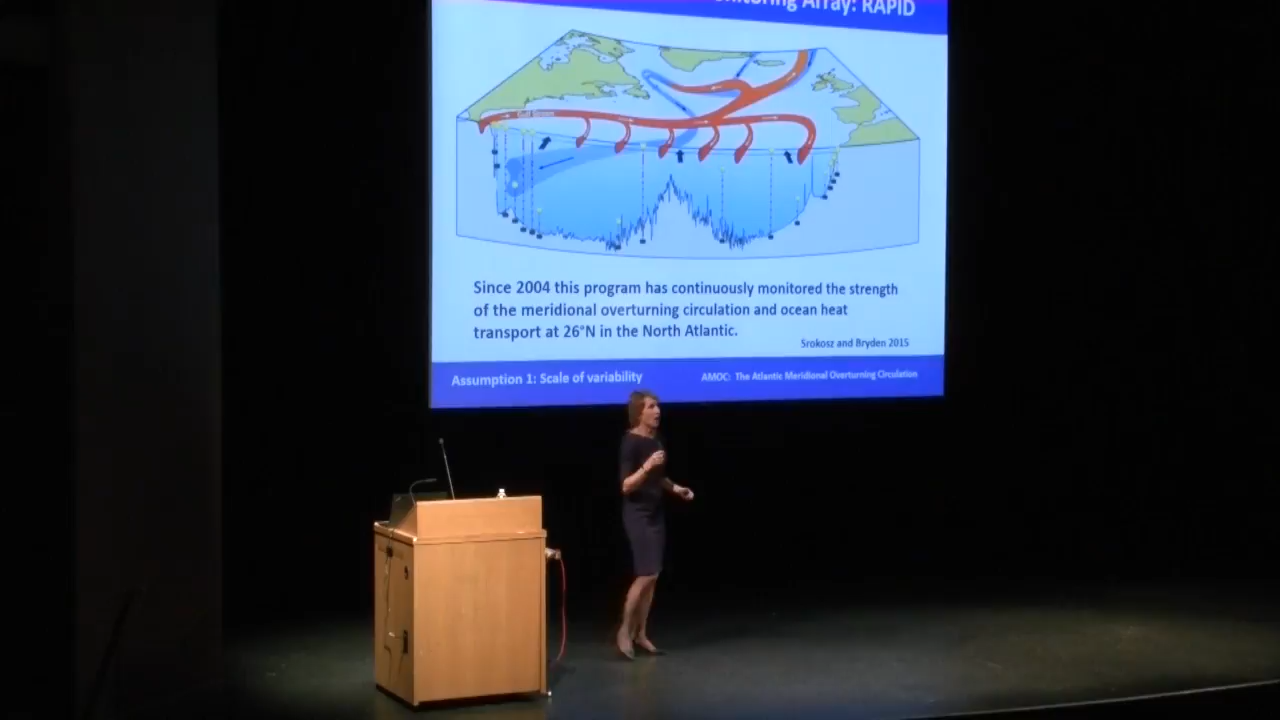 Array: RAPID
Gulf Stream
Since 2004 this program has continuously monitored the strength
of the meridional overturning circulation and ocean heat
transport at 26°N in the North Atlantic.
Srokosz and Bryden 2015
Assumption 1: Scale of variability
AMOC: The Atlantic Meridional Overturning Circulation